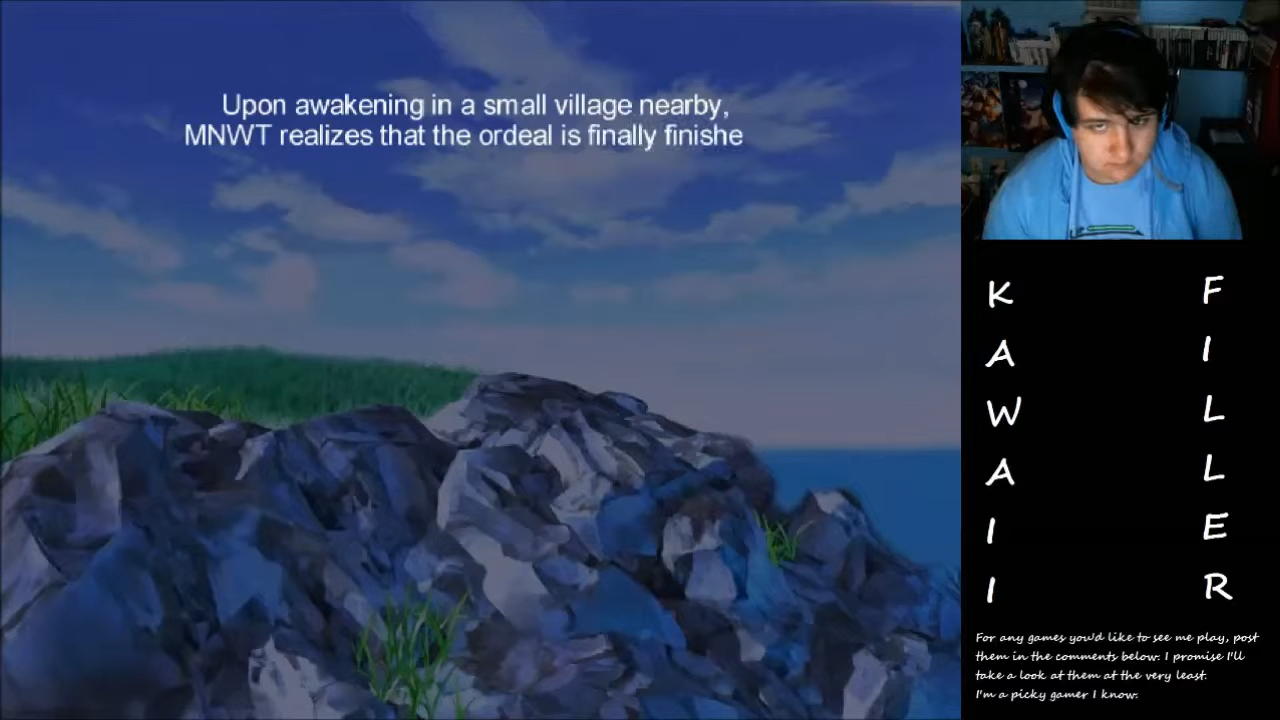 Upon awakening in a small village nearby,
MNWT realizes that the ordeal is finally finishe
KAWAII
FILLER
For any games you'd like to see me play, post
them in the comments below. I promise I'll
take a look at them at the very least.
I'm a picky gamer I know.